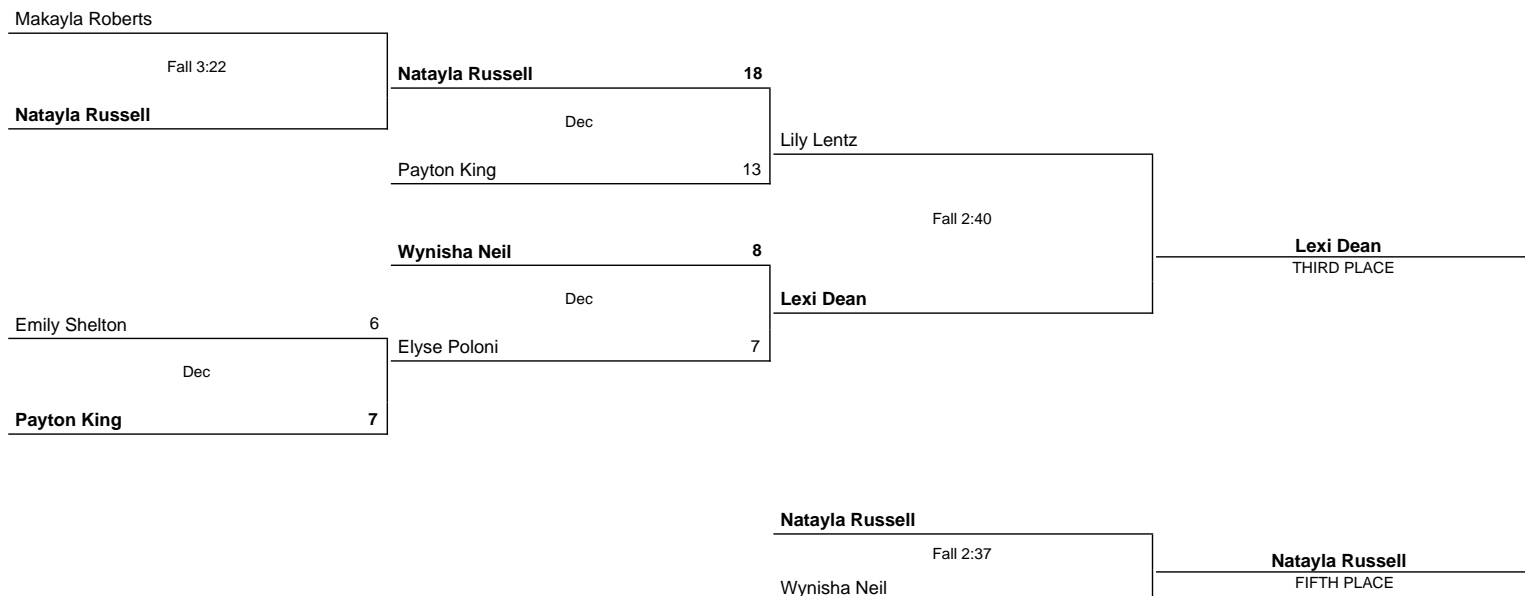 Makayla Roberts
Fall 3:22
Natayla Russell
Natayla Russell 18
Dec
Payton King 13
Lily Lentz
Fall 2:40
Lexi Dean
Lexi Dean
THIRD PLACE
Wynisha Neil 8
Dec
Elyse Poloni 7
Emily Shelton 6
Dec
Payton King 7
Natayla Russell
Fall 2:37
Wynisha Neil
Natayla Russell
FIFTH PLACE